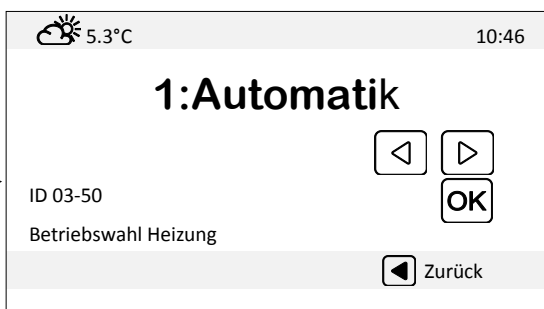 5.3°C 10:46
1:Automatik
ID 03-50
OK
Betriebswahl Heizung
Zurück